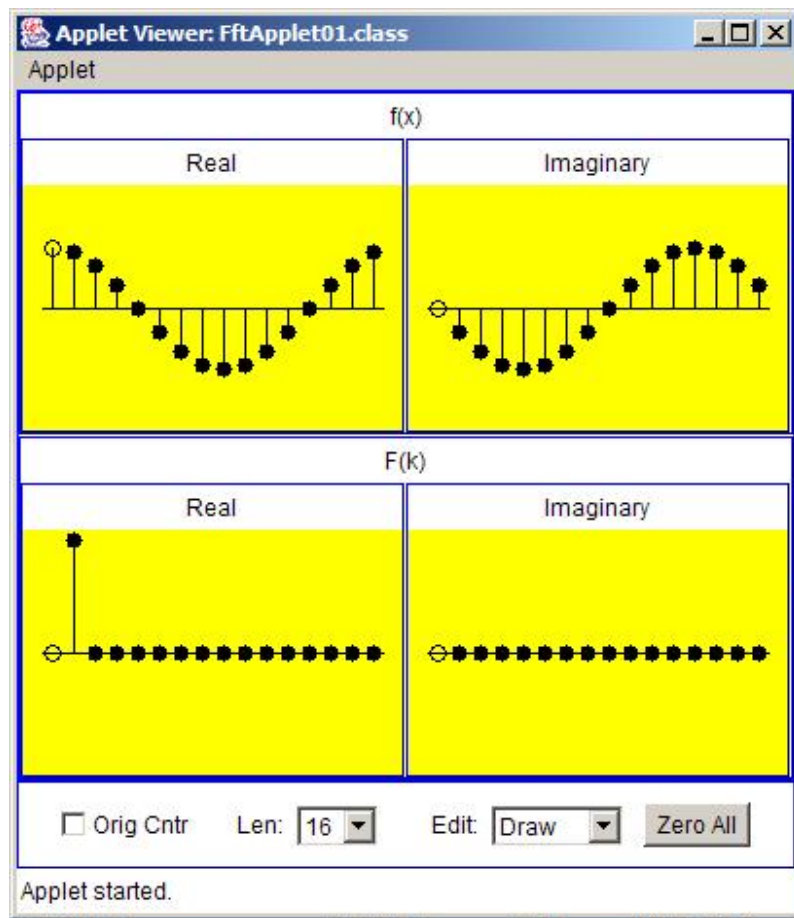 Applet Viewer: FftApplet01.class
Applet
f(x)
Real Imaginary
F(k)
Real Imaginary
Orig Cntr Len: 16 Edit: Draw Zero All
Applet started.